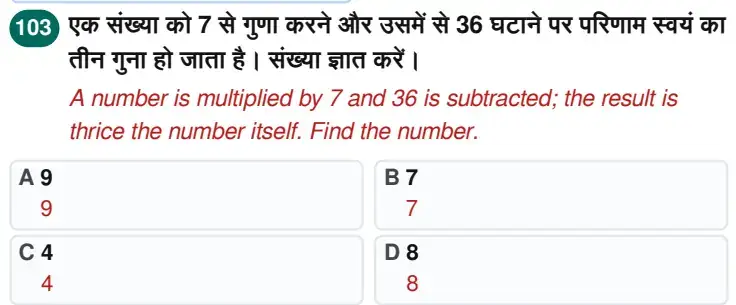 103 एक संख्या को 7 से गुणा करने और उसमें से 36 घटाने पर परिणाम स्वयं का
तीन गुना हो जाता है। संख्या ज्ञात करें।
A number is multiplied by 7 and 36 is subtracted; the result is
thrice the number itself. Find the number.
A 9
9
B 7
7
C 4
4
D 8
8